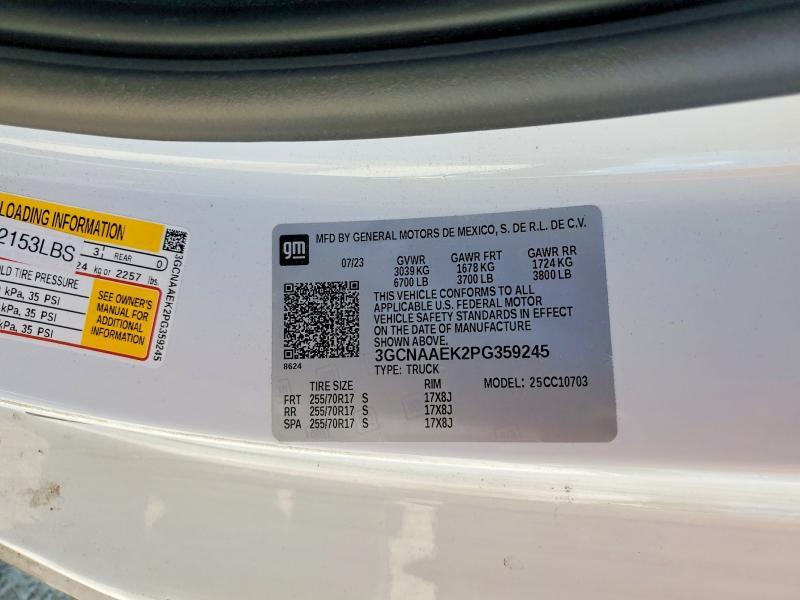 LOADING INFORMATION
2153LBS
3
REAR
0
24 kg or 2257 lbs.
OLD TIRE PRESSURE
kPa, 35 PSI
kPa, 35 PSI
kPa, 35 PSI
SEE OWNER'S
MANUAL FOR
ADDITIONAL
INFORMATION
3GCNAAEK2PG359245
gm
MFD BY GENERAL MOTORS DE MEXICO, S. DE R.L. DE C.V.
07/23
GVWR GAWR FRT GAWR RR
3039 KG 1678 KG 1724 KG
6700 LB 3700 LB 3800 LB
THIS VEHICLE CONFORMS TO ALL
APPLICABLE U.S. FEDERAL MOTOR
VEHICLE SAFETY STANDARDS IN EFFECT
ON THE DATE OF MANUFACTURE
SHOWN ABOVE.
3GCNAAEK2PG359245
8624
TYPE: TRUCK
TIRE SIZE RIM MODEL: 25CC10703
FRT 255/70R17 S 17X8J
RR 255/70R17 S 17X8J
SPA 255/70R17 S 17X8J